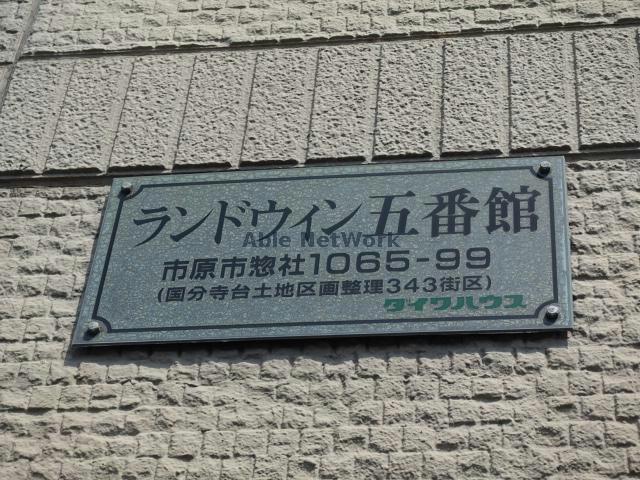 ランドウィン五番館
Able NetWork
市原市惣社1065-99
(国分寺台土地区画整理343街区)
ダイワハウス